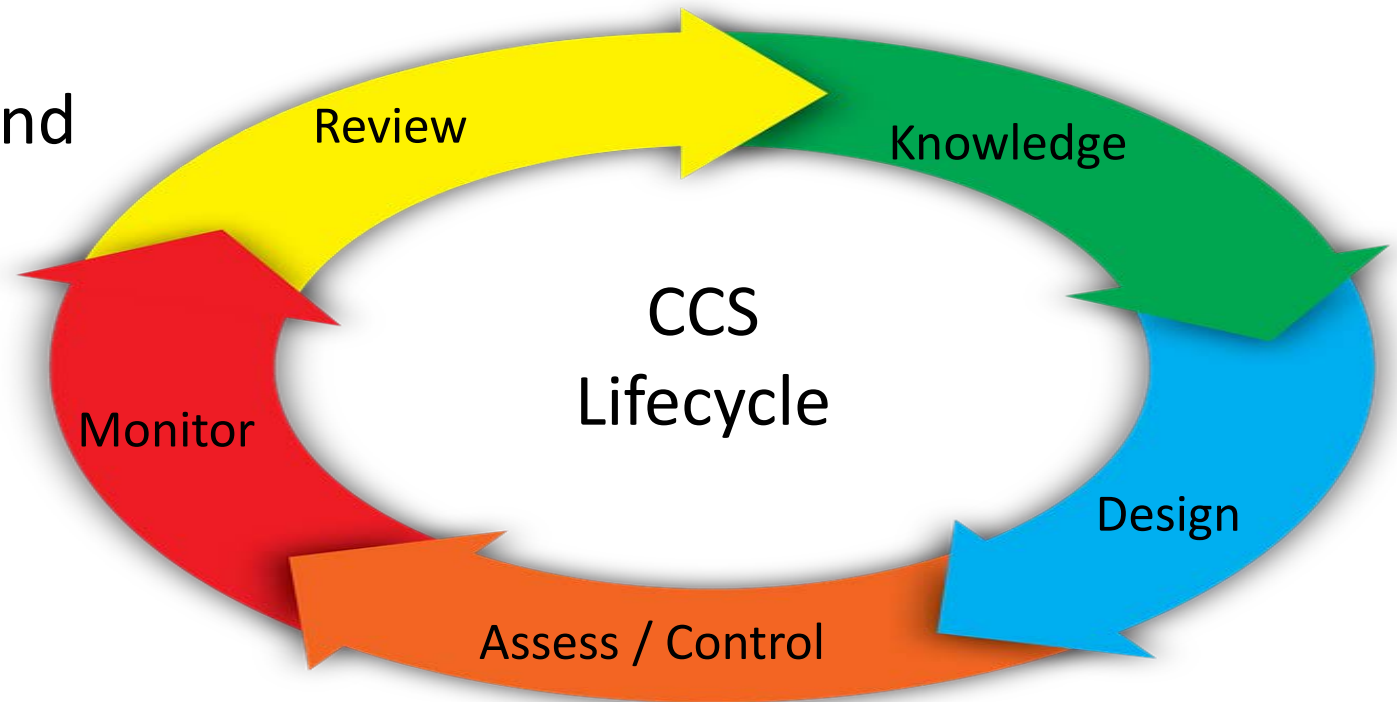 nd
Review
Knowledge
CCS
Lifecycle
Monitor
Design
Assess / Control